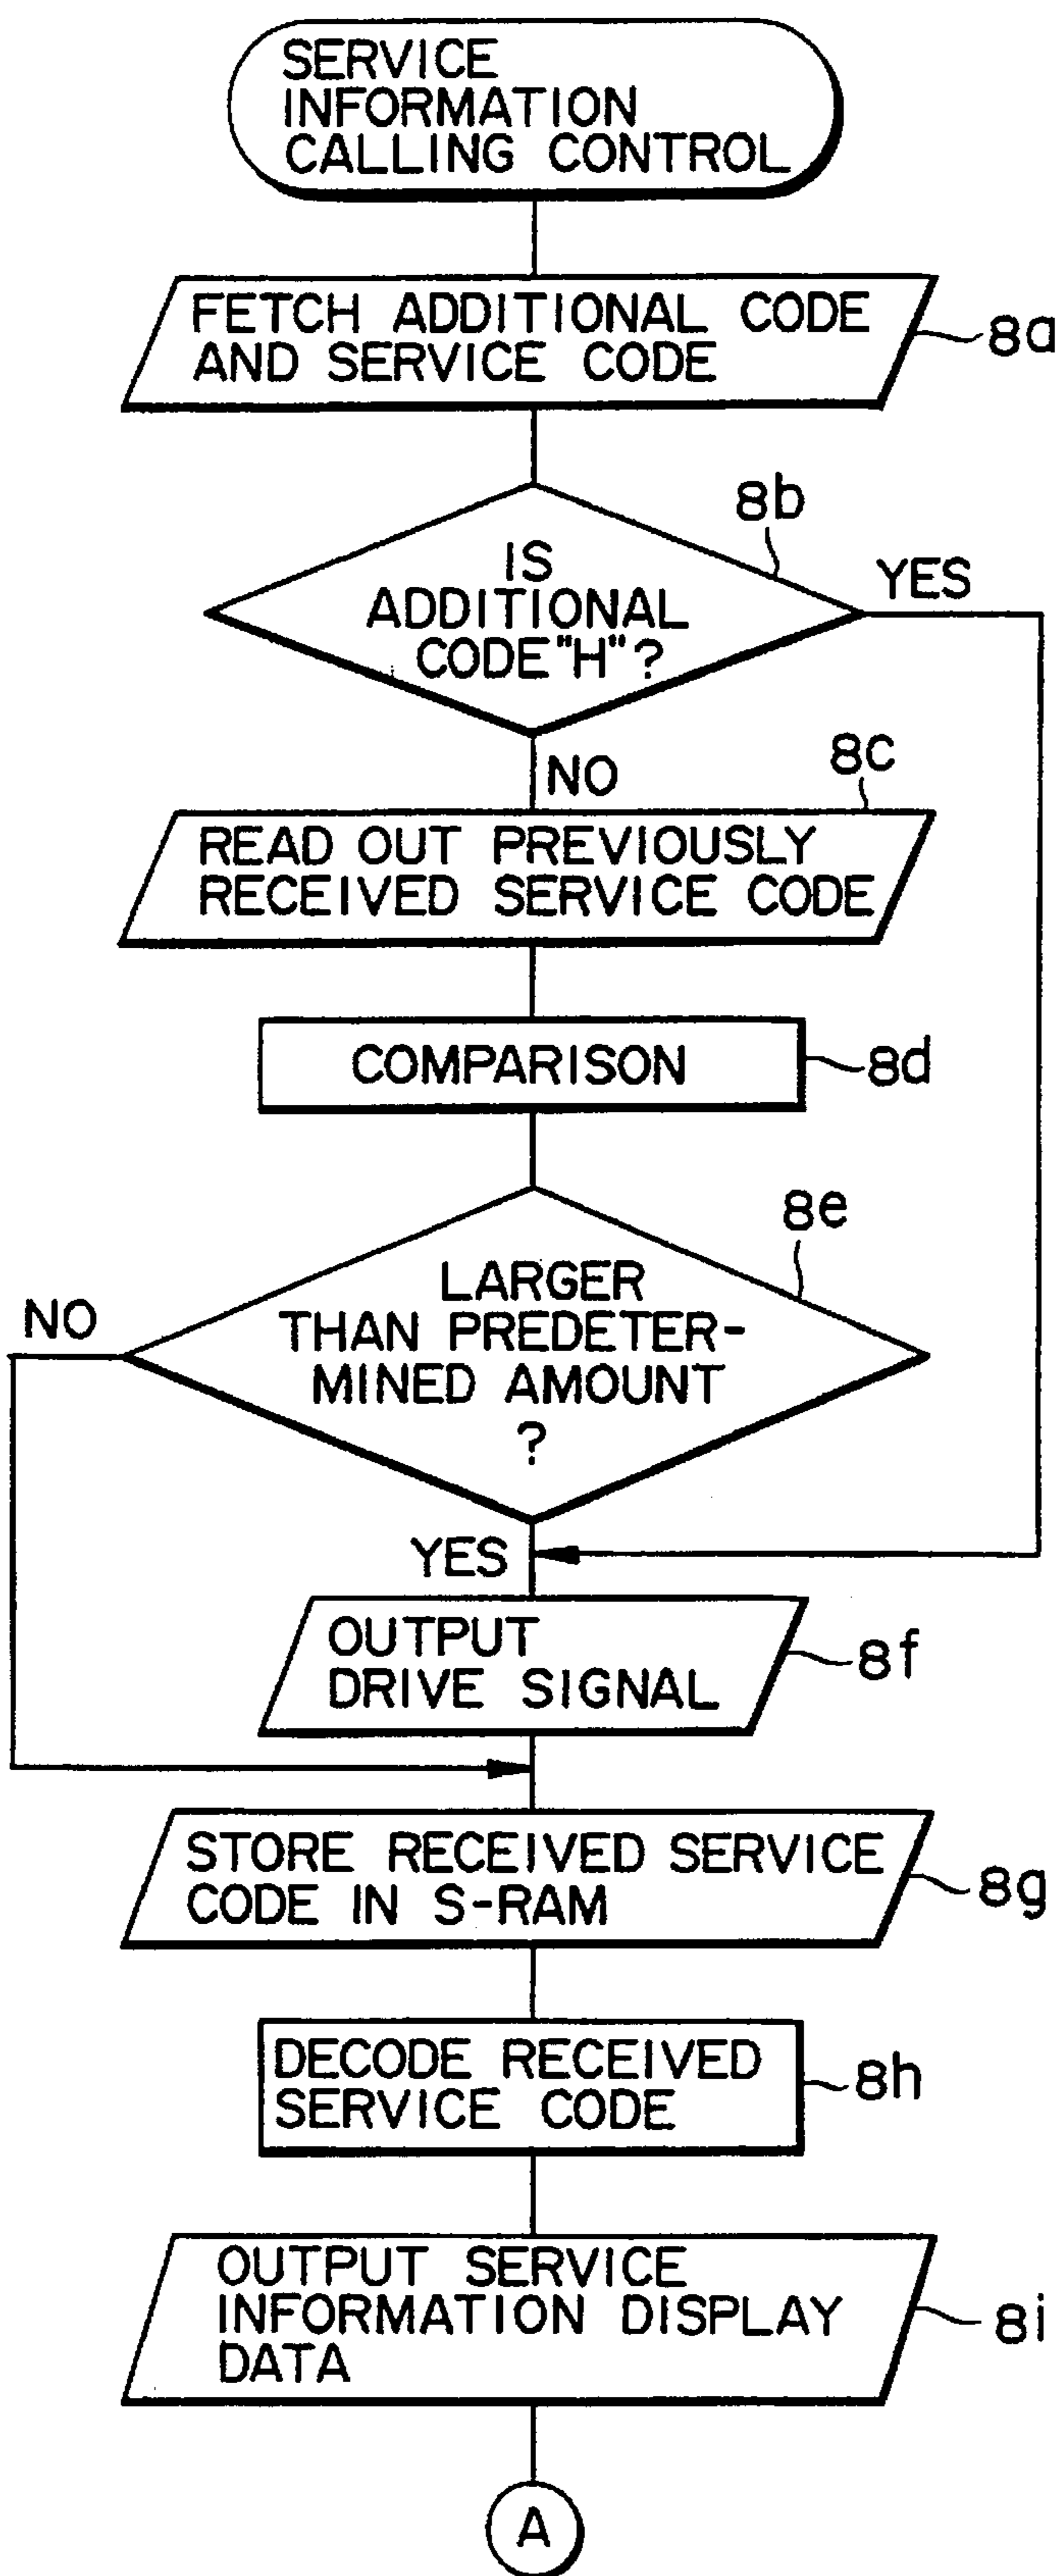 SERVICE
INFORMATION
CALLING CONTROL
FETCH ADDITIONAL CODE
AND SERVICE CODE
8a
8b
IS
ADDITIONAL
CODE "H" ?
YES
NO
8c
READ OUT PREVIOUSLY
RECEIVED SERVICE CODE
COMPARISON
8d
8e
LARGER
THAN PREDETER-
MINED AMOUNT
?
NO
YES
OUTPUT
DRIVE SIGNAL
8f
STORE RECEIVED SERVICE
CODE IN S-RAM
8g
DECODE RECEIVED
SERVICE CODE
8h
OUTPUT SERVICE
INFORMATION DISPLAY
DATA
8i
A